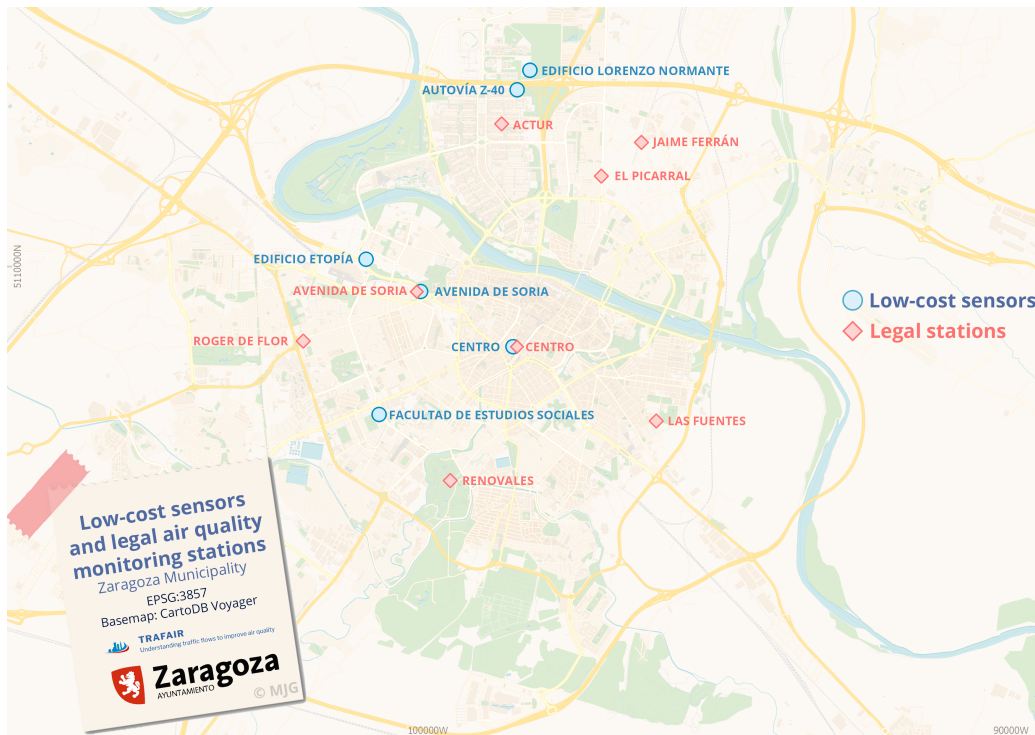 EDIFICIO LORENZO NORMANTE
AUTOVÍA Z-40
ACTUR
JAIME FERRÁN
EL PICARRAL
5110000N
EDIFICIO ETOPÍA
AVENIDA DE SORIA
AVENIDA DE SORIA
Low-cost sensors
Legal stations
ROGER DE FLOR
CENTRO
CENTRO
FACULTAD DE ESTUDIOS SOCIALES
LAS FUENTES
RENOVALES
Low-cost sensors
and legal air quality
monitoring stations
Zaragoza Municipality
EPSG:3857
Basemap: CartoDB Voyager
TRAFAIR
Understanding traffic flows to improve air quality
Zaragoza
AYUNTAMIENTO
© MJG
100000W
90000W